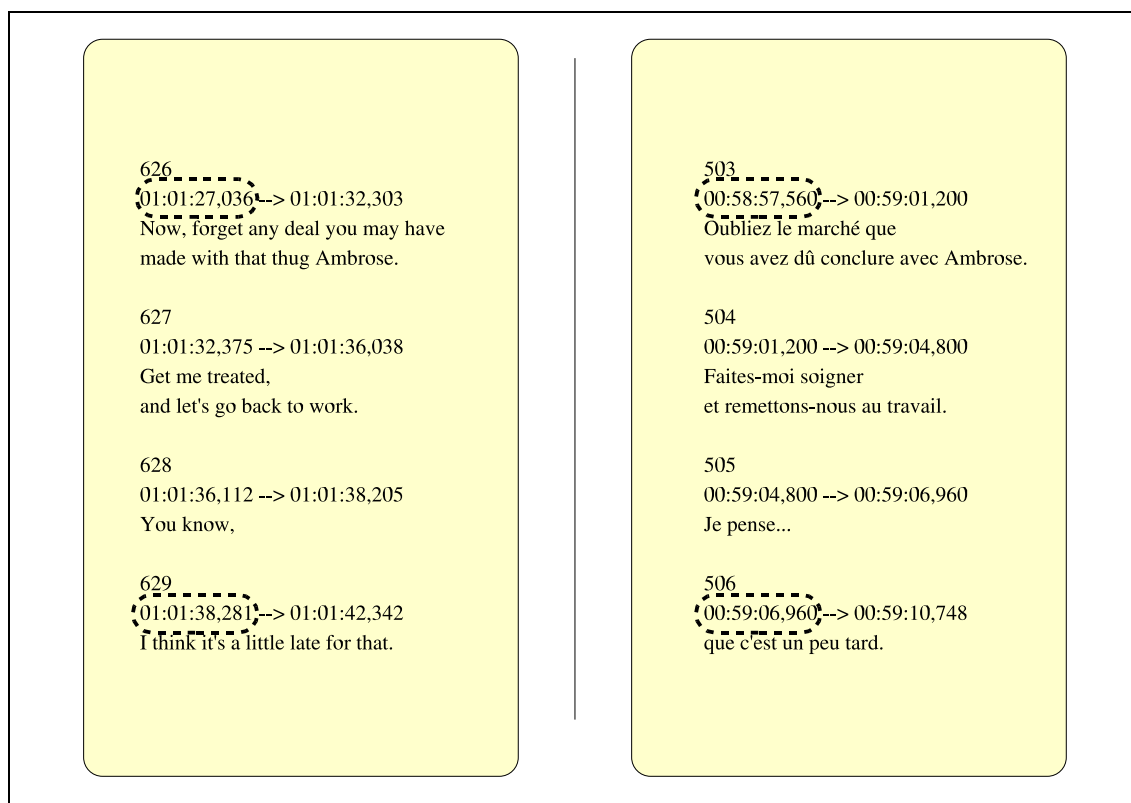 626
01:01:27,036 --> 01:01:32,303
Now, forget any deal you may have
made with that thug Ambrose.
627
01:01:32,375 --> 01:01:36,038
Get me treated,
and let's go back to work.
628
01:01:36,112 --> 01:01:38,205
You know,
629
01:01:38,281 --> 01:01:42,342
I think it's a little late for that.
503
00:58:57,560 --> 00:59:01,200
Oubliez le marché que
vous avez dû conclure avec Ambrose.
504
00:59:01,200 --> 00:59:04,800
Faites-moi soigner
et remettons-nous au travail.
505
00:59:04,800 --> 00:59:06,960
Je pense...
506
00:59:06,960 --> 00:59:10,748
que c'est un peu tard.